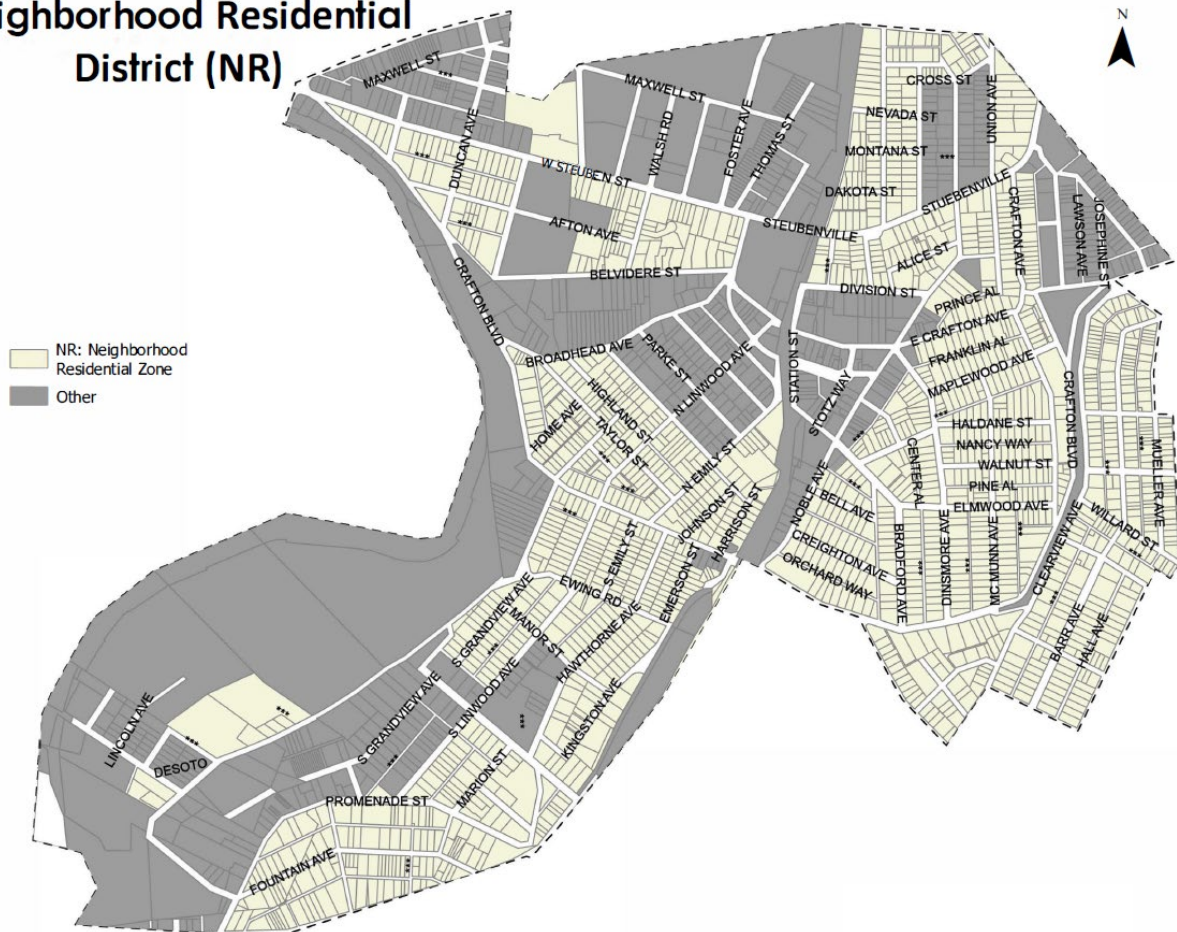 ighborhood Residential
District (NR)
N
MAXWELL ST
***
MAXWELL ST
CROSS ST
UNION AVE
NEVADA ST
WALSH RD
FOSTER AVE
THOMAS ST
DUNCAN AVE
***
MONTANA ST
***
W STEUBEN ST
DAKOTA ST
STUEBENVILLE
CRAFTON AVE
LAWSON AVE
JOSEPHINE ST
***
AFTON AVE
STEUBENVILLE
ALICE ST
***
BELVIDERE ST
CRAFTON BLVD
DIVISION ST
PRINCE AL
E CRAFTON AVE
NR: Neighborhood
Residential Zone
Other
BROADHEAD AVE
PARKE ST
N LINWOOD AVE
STATION ST
STOTZ WAY
FRANKLIN AL
MAPLEWOOD AVE
CRAFTON BLVD
HIGHLAND ST
HOME AVE
TAYLOR ST
***
***
N EMILY ST
***
***
HALDANE ST
NANCY WAY
WALNUT ST
PINE AL
ELMWOOD AVE
CENTER AL
***
***
MUELLER AVE
***
JOHNSON ST
HARRISON ST
NOBLE AVE
***
BELL AVE
CREIGHTON AVE
ORCHARD WAY
BRADFORD AVE
***
DINSMORE AVE
***
MC MUNN AVE
***
CLEARVIEW AVE
WILLARD ST
***
***
BARR AVE
HALL AVE
S EMILY ST
EWING RD
EMERSON ST
S GRANDVIEW AVE
MANOR ST
***
HAWTHORNE AVE
S LINWOOD AVE
***
KINGSTON AVE
S GRANDVIEW AVE
***
LINCOLN AVE
***
***
DESOTO
MARION ST
PROMENADE ST
FOUNTAIN AVE
***